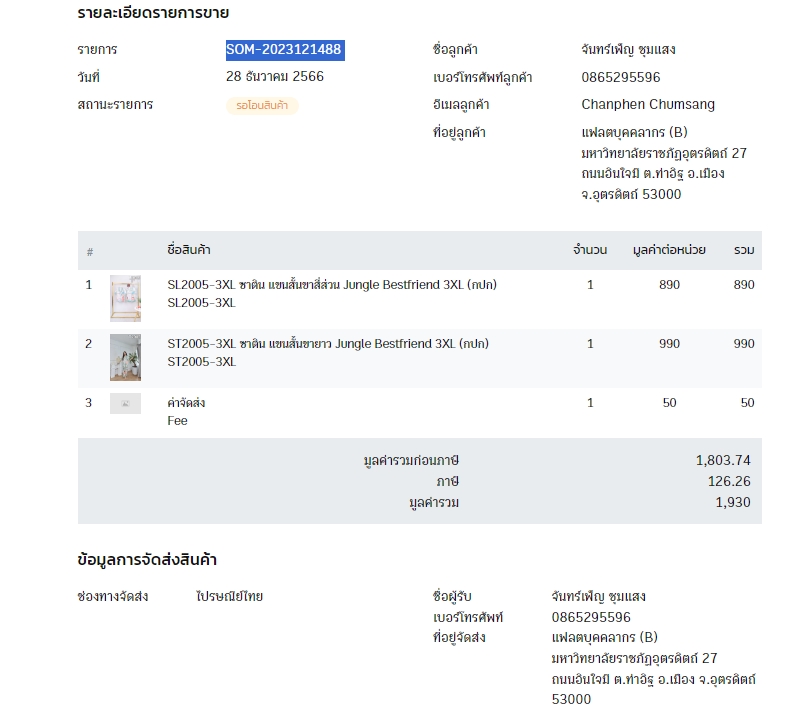 รายละเอียดรายการขาย
รายการ SOM-2023121488
วันที่ 28 ธันวาคม 2566
สถานะรายการ รอโอนสินค้า
ชื่อลูกค้า จันทร์เพ็ญ ชุมแสง
เบอร์โทรศัพท์ลูกค้า 0865295596
อีเมลลูกค้า Chanphen Chumsang
ที่อยู่ลูกค้า แฟลตบุคคลากร (B)
มหาวิทยาลัยราชภัฏอุตรดิตถ์ 27
ถนนอินใจมี ต.ท่าอิฐ อ.เมือง
จ.อุตรดิตถ์ 53000
# ชื่อสินค้า จำนวน มูลค่าต่อหน่วย รวม
1 SL2005-3XL ซาติน แขนสั้นขาสี่ส่วน Jungle Bestfriend 3XL (กปก) 1 890 890
SL2005-3XL
2 ST2005-3XL ซาติน แขนสั้นขายาว Jungle Bestfriend 3XL (กปก) 1 990 990
ST2005-3XL
3 ค่าจัดส่ง 1 50 50
Fee
มูลค่ารวมก่อนภาษี 1,803.74
ภาษี 126.26
มูลค่ารวม 1,930
ข้อมูลการจัดส่งสินค้า
ช่องทางจัดส่ง ไปรษณีย์ไทย
ชื่อผู้รับ จันทร์เพ็ญ ชุมแสง
เบอร์โทรศัพท์ 0865295596
ที่อยู่จัดส่ง แฟลตบุคคลากร (B)
มหาวิทยาลัยราชภัฏอุตรดิตถ์ 27
ถนนอินใจมี ต.ท่าอิฐ อ.เมือง จ.อุตรดิตถ์
53000